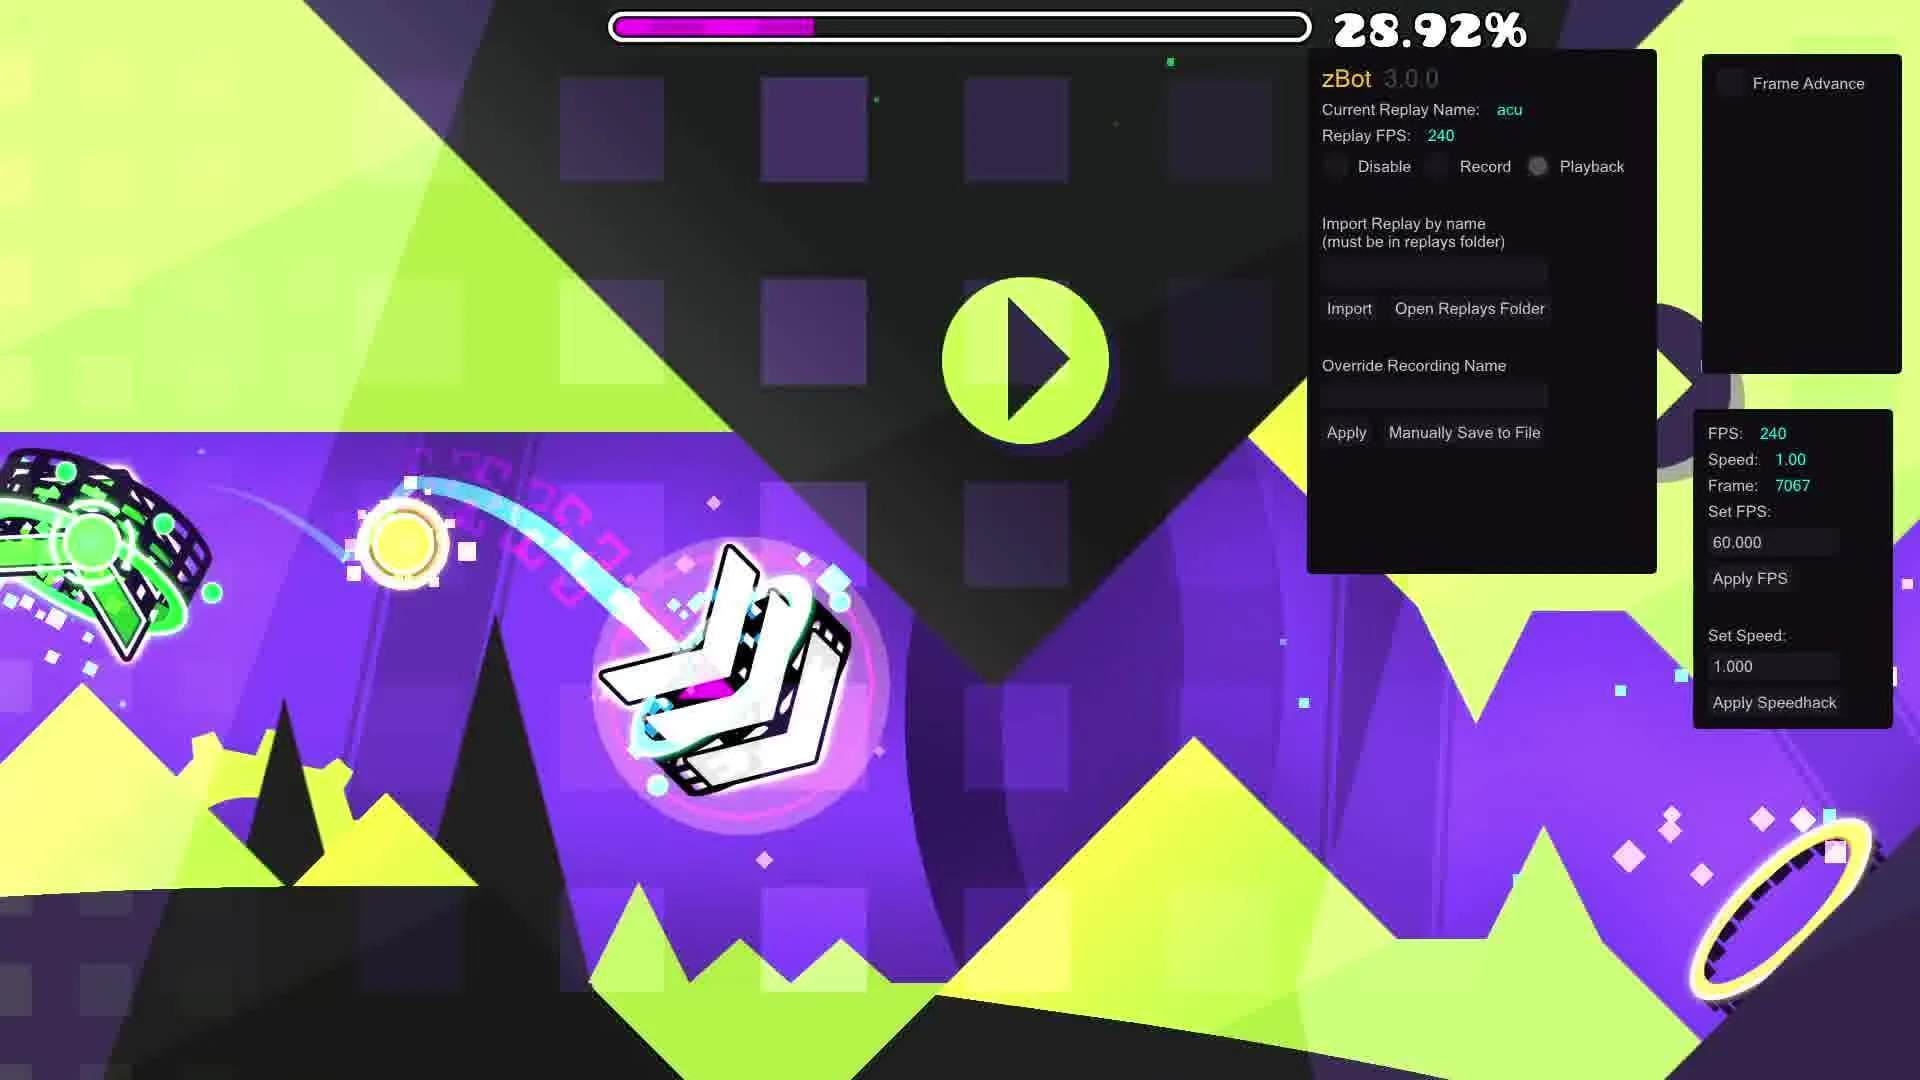 28.92%
zBot 3.0.0
Current Replay Name: acu
Replay FPS: 240
Disable Record Playback
Import Replay by name
(must be in replays folder)
Import Open Replays Folder
Override Recording Name
Apply Manually Save to File
Frame Advance
FPS: 240
Speed: 1.00
Frame: 7067
Set FPS:
60.000
Apply FPS
Set Speed:
1.000
Apply Speedhack